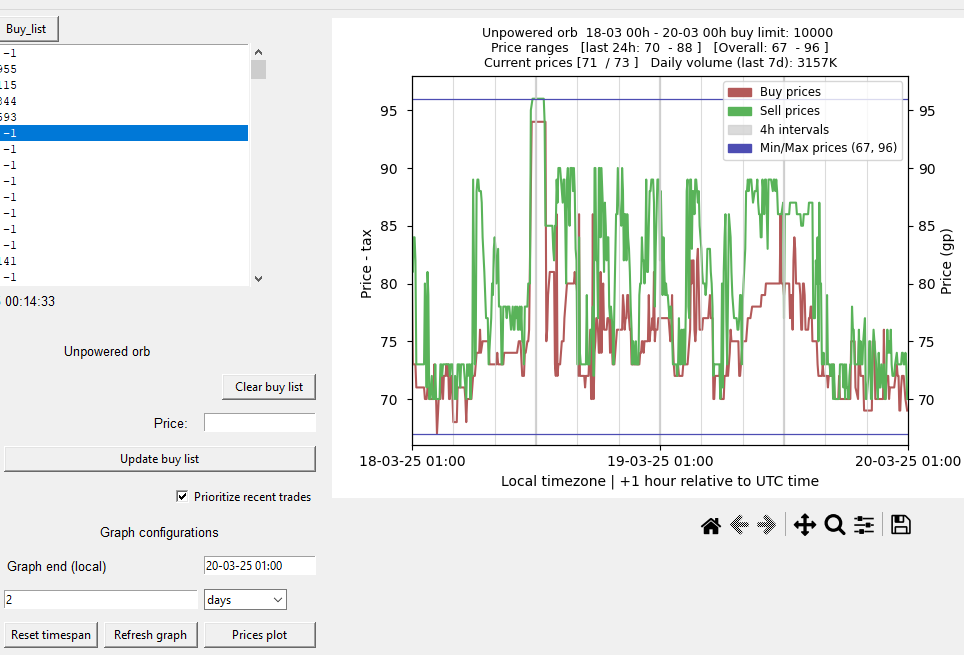 Buy_list
-1
955
115
344
593
-1
-1
-1
-1
-1
-1
-1
-1
141
-1
00:14:33
Unpowered orb
Clear buy list
Price:
Update buy list
Prioritize recent trades
Graph configurations
Graph end (local)
20-03-25 01:00
2
days
Reset timespan
Refresh graph
Prices plot
Unpowered orb 18-03 00h - 20-03 00h buy limit: 10000
Price ranges [last 24h: 70 - 88 ] [Overall: 67 - 96 ]
Current prices [71 / 73 ] Daily volume (last 7d): 3157K
Buy prices
Sell prices
4h intervals
Min/Max prices (67, 96)
Price - tax
95
90
85
80
75
70
95
90
85
80
75
70
Price (gp)
18-03-25 01:00
19-03-25 01:00
20-03-25 01:00
Local timezone | +1 hour relative to UTC time